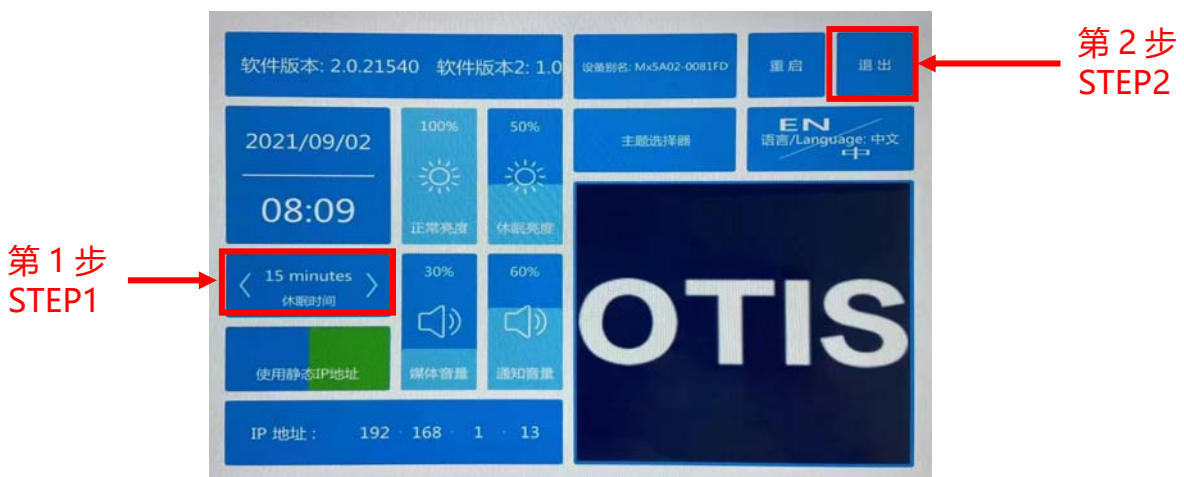 软件版本: 2.0.21540 软件版本2: 1.0
设备别名: MxSA02-0081FD
重启
退出
第 2 步
STEP2
2021/09/02
08:09
100%
正常亮度
50%
休眠亮度
主题选择器
EN
语言/Language: 中文
中
第 1 步
STEP1
15 minutes
休眠时间
30%
媒体音量
60%
通知音量
使用静态IP地址
IP 地址 : 192 · 168 · 1 · 13
OTIS